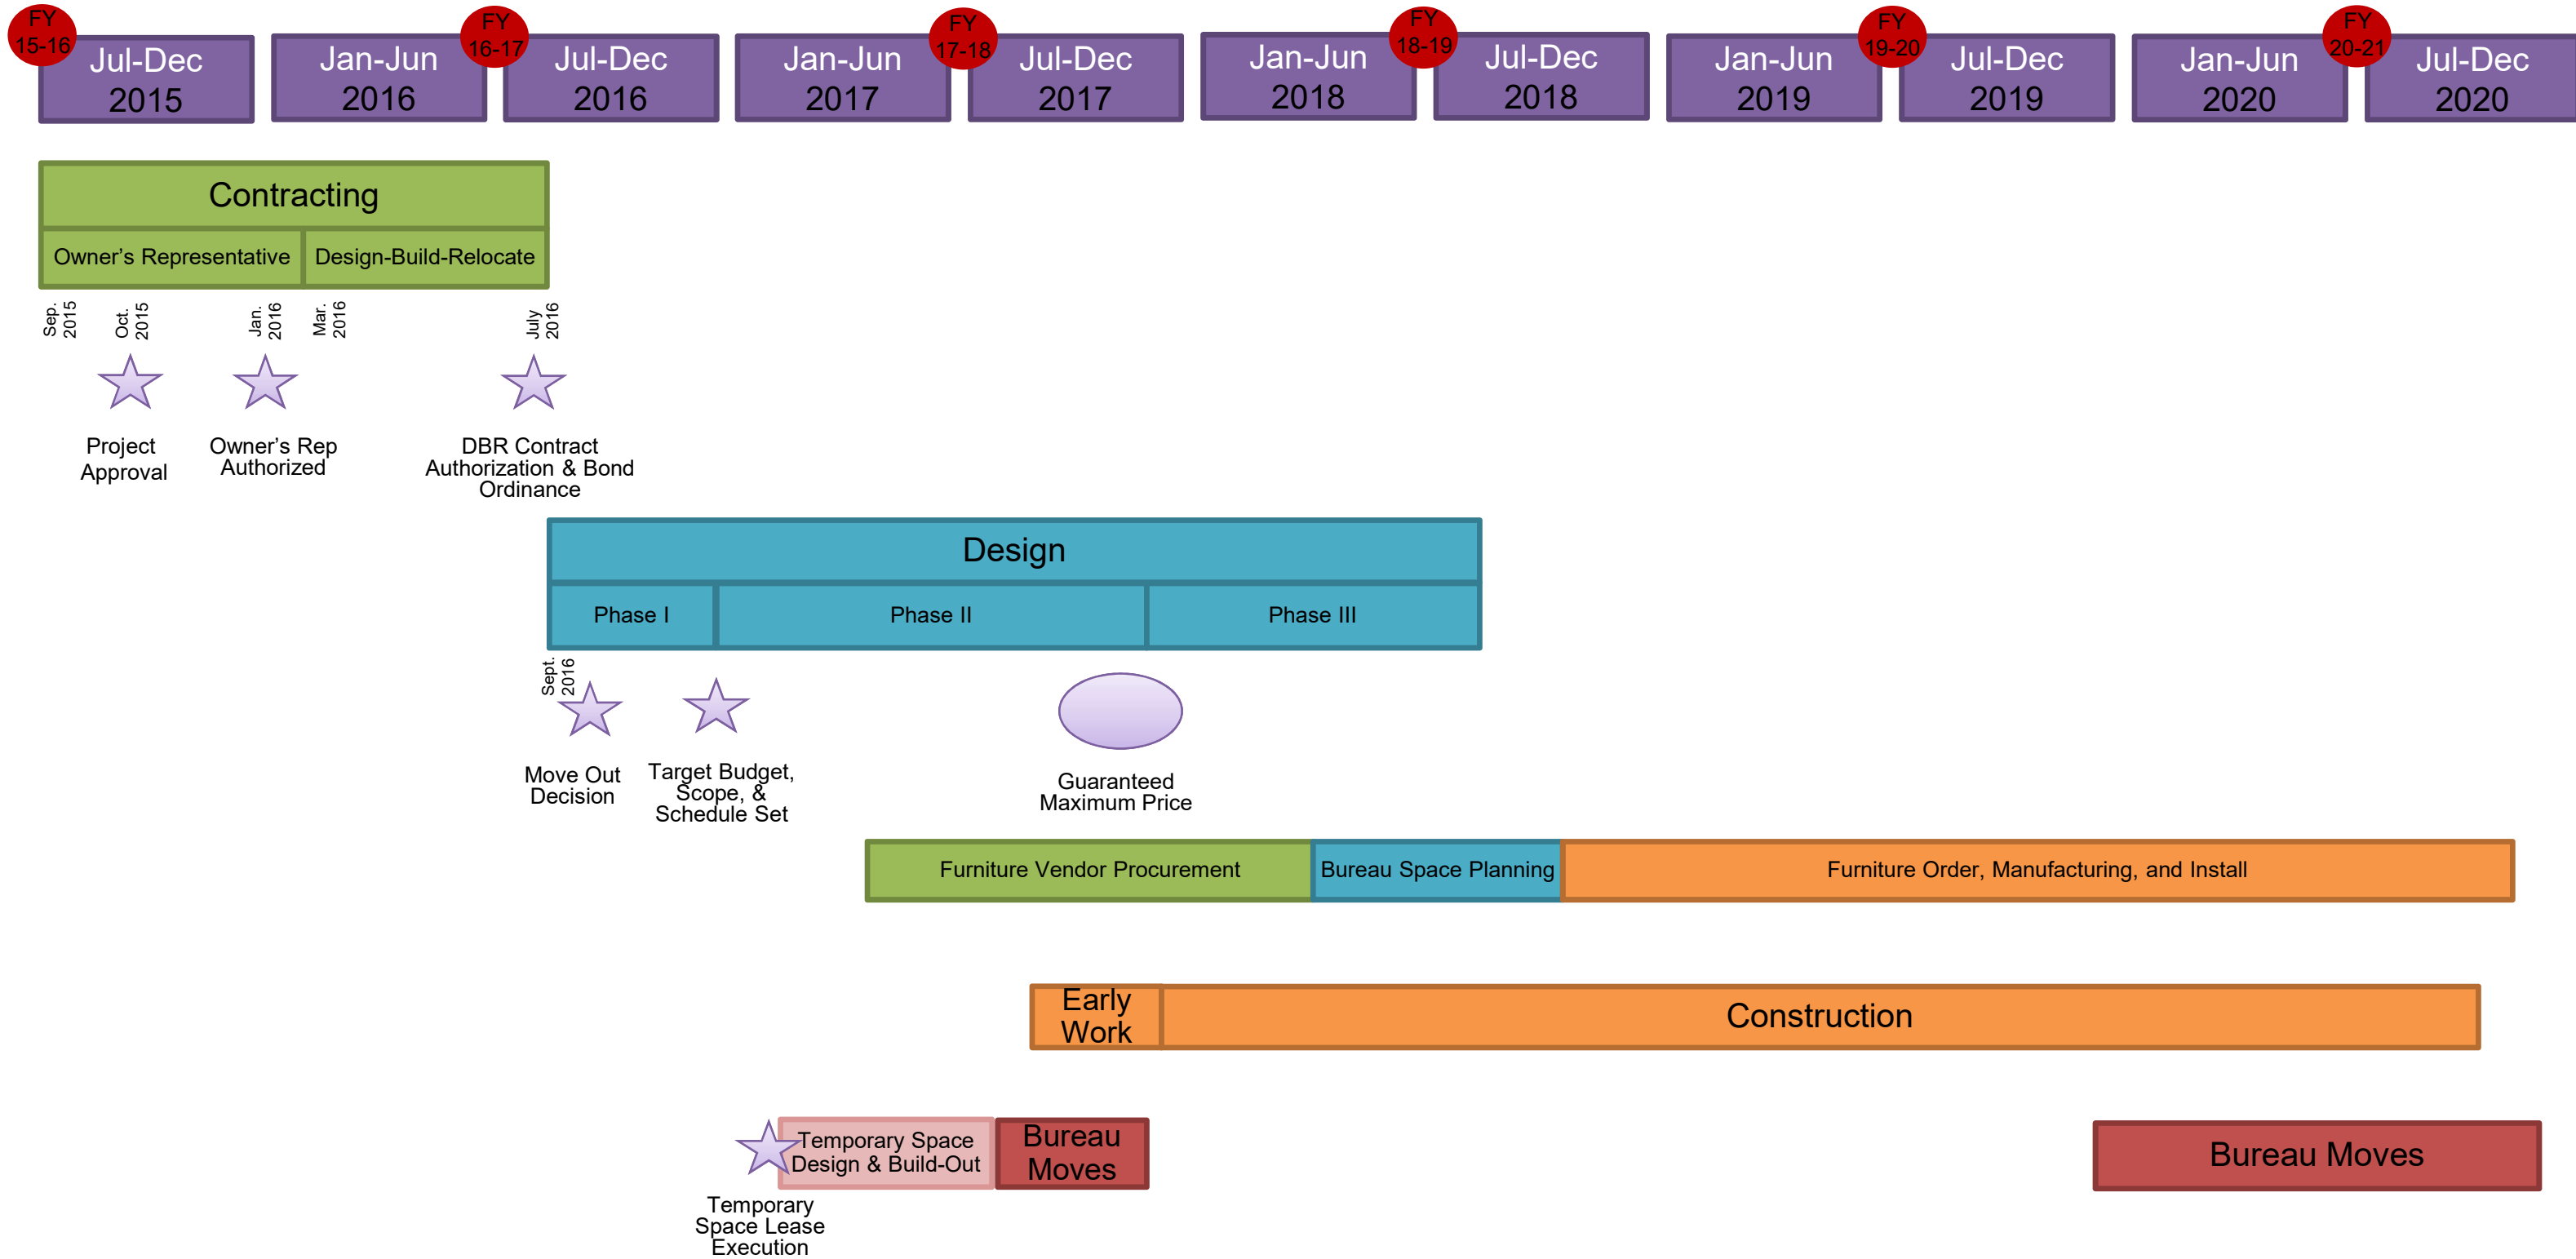 FY
15-16
Jul-Dec
2015
Jan-Jun
2016
FY
16-17
Jul-Dec
2016
Jan-Jun
2017
FY
17-18
Jul-Dec
2017
Jan-Jun
2018
FY
18-19
Jul-Dec
2018
Jan-Jun
2019
FY
19-20
Jul-Dec
2019
Jan-Jun
2020
FY
20-21
Jul-Dec
2020
Contracting
Owner’s Representative
Design-Build-Relocate
Sep.
2015
Oct.
2015
Jan.
2016
Mar.
2016
July
2016
Project
Approval
Owner’s Rep
Authorized
DBR Contract
Authorization & Bond
Ordinance
Design
Phase I
Phase II
Phase III
Sept.
2016
Move Out
Decision
Target Budget,
Scope, &
Schedule Set
Guaranteed
Maximum Price
Furniture Vendor Procurement
Bureau Space Planning
Furniture Order, Manufacturing, and Install
Early
Work
Construction
Temporary Space
Design & Build-Out
Bureau
Moves
Bureau Moves
Temporary
Space Lease
Execution